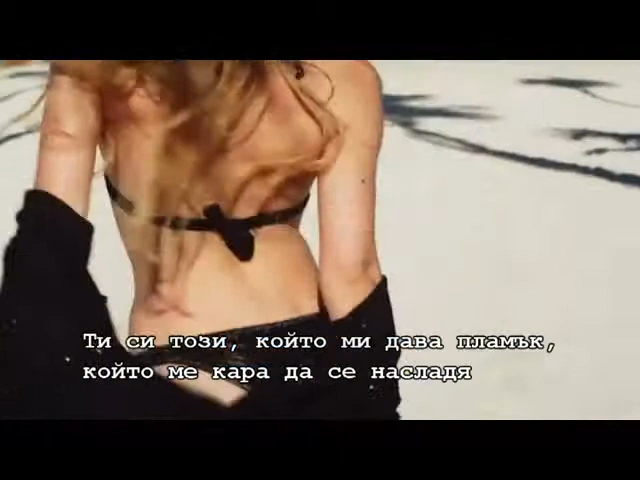 Ти си този, който ми дава пламък,
който ме кара да се насладя